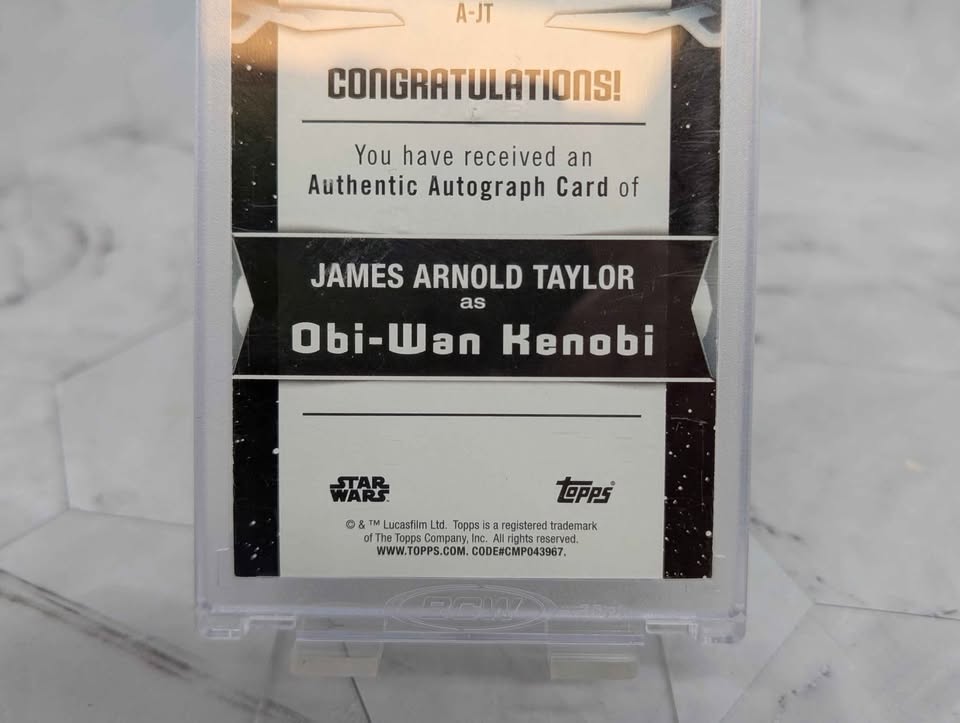 A-JT
CONGRATULATIONS!
You have received an
Authentic Autograph Card of
JAMES ARNOLD TAYLOR
as
Obi-Wan Kenobi
STAR
WARS
TOPPS®
© & ™ Lucasfilm Ltd. Topps is a registered trademark
of The Topps Company, Inc. All rights reserved.
WWW.TOPPS.COM. CODE#CMP043967.
BCW